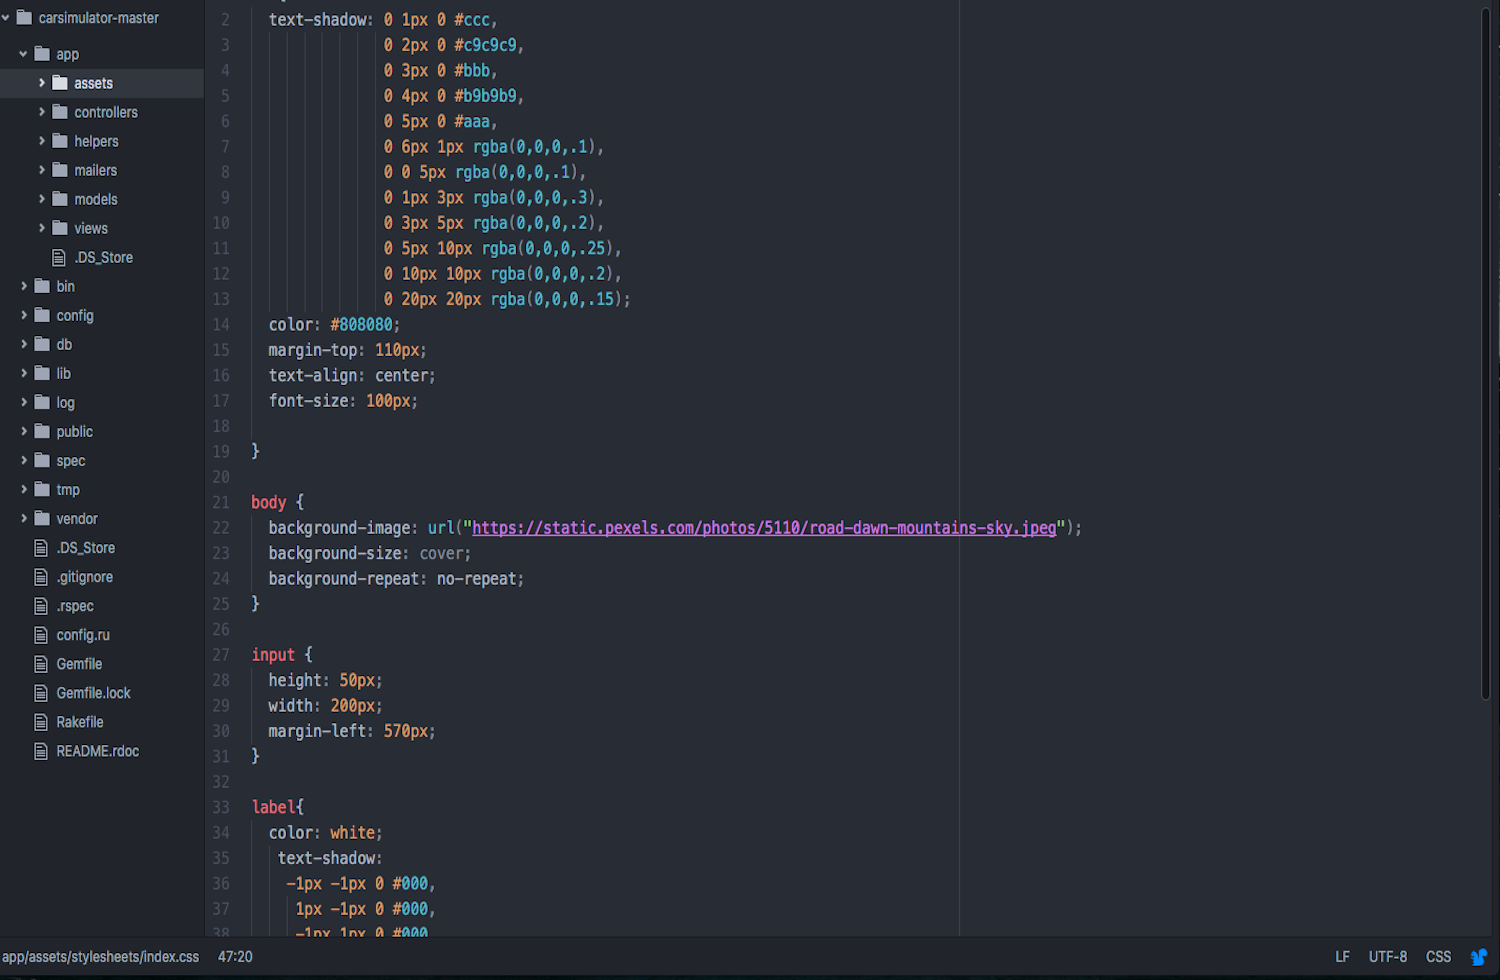 carsimulator-master
app
assets
controllers
helpers
mailers
models
views
.DS_Store
bin
config
db
lib
log
public
spec
tmp
vendor
.DS_Store
.gitignore
.rspec
config.ru
Gemfile
Gemfile.lock
Rakefile
README.rdoc
2 text-shadow: 0 1px 0 #ccc,
3 0 2px 0 #c9c9c9,
4 0 3px 0 #bbb,
5 0 4px 0 #b9b9b9,
6 0 5px 0 #aaa,
7 0 6px 1px rgba(0,0,0,.1),
8 0 0 5px rgba(0,0,0,.1),
9 0 1px 3px rgba(0,0,0,.3),
10 0 3px 5px rgba(0,0,0,.2),
11 0 5px 10px rgba(0,0,0,.25),
12 0 10px 10px rgba(0,0,0,.2),
13 0 20px 20px rgba(0,0,0,.15);
14 color: #808080;
15 margin-top: 110px;
16 text-align: center;
17 font-size: 100px;
18
19 }
20
21 body {
22 background-image: url("https://static.pexels.com/photos/5110/road-dawn-mountains-sky.jpeg");
23 background-size: cover;
24 background-repeat: no-repeat;
25 }
26
27 input {
28 height: 50px;
29 width: 200px;
30 margin-left: 570px;
31 }
32
33 label{
34 color: white;
35 text-shadow:
36 -1px -1px 0 #000,
37 1px -1px 0 #000,
38 -1px 1px 0 #000
app/assets/stylesheets/index.css 47:20 LF UTF-8 CSS